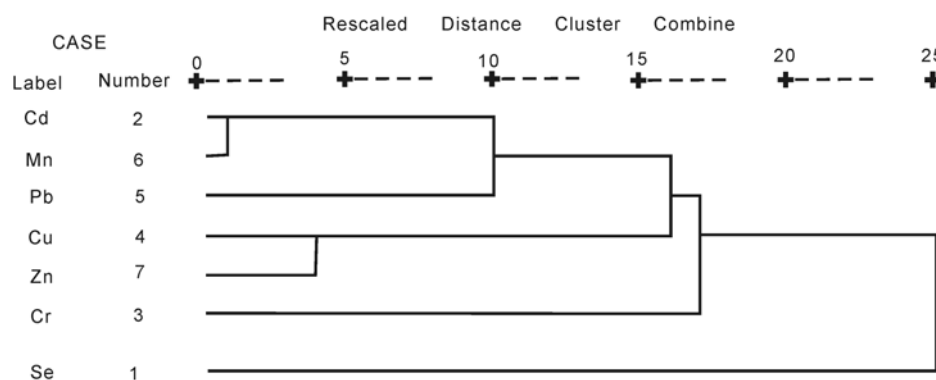 Rescaled Distance Cluster Combine
CASE
0 5 10 15 20 25
Label Number
Cd 2
Mn 6
Pb 5
Cu 4
Zn 7
Cr 3
Se 1